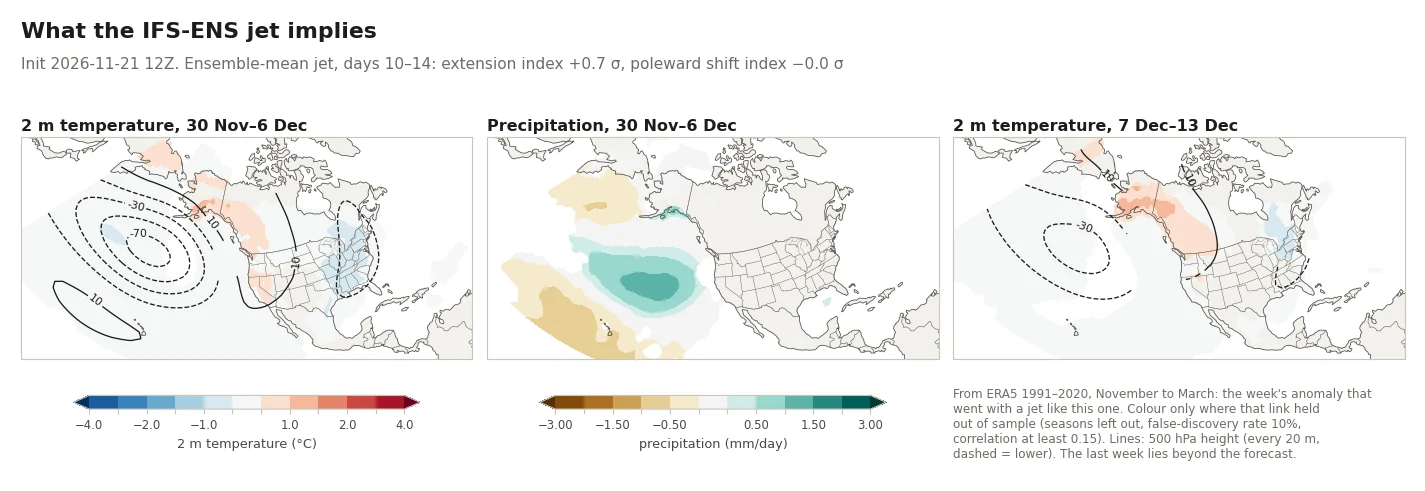 What the IFS-ENS jet implies
Init 2026-11-21 12Z. Ensemble-mean jet, days 10–14: extension index +0.7 σ, poleward shift index −0.0 σ
2 m temperature, 30 Nov–6 Dec
Precipitation, 30 Nov–6 Dec
2 m temperature, 7 Dec–13 Dec
-30
-70
10
10
10
10
10
-30
−4.0 −2.0 −1.0 1.0 2.0 4.0
2 m temperature (°C)
−3.00 −1.50 −0.50 0.50 1.50 3.00
precipitation (mm/day)
From ERA5 1991–2020, November to March: the week's anomaly that
went with a jet like this one. Colour only where that link held
out of sample (seasons left out, false-discovery rate 10%,
correlation at least 0.15). Lines: 500 hPa height (every 20 m,
dashed = lower). The last week lies beyond the forecast.